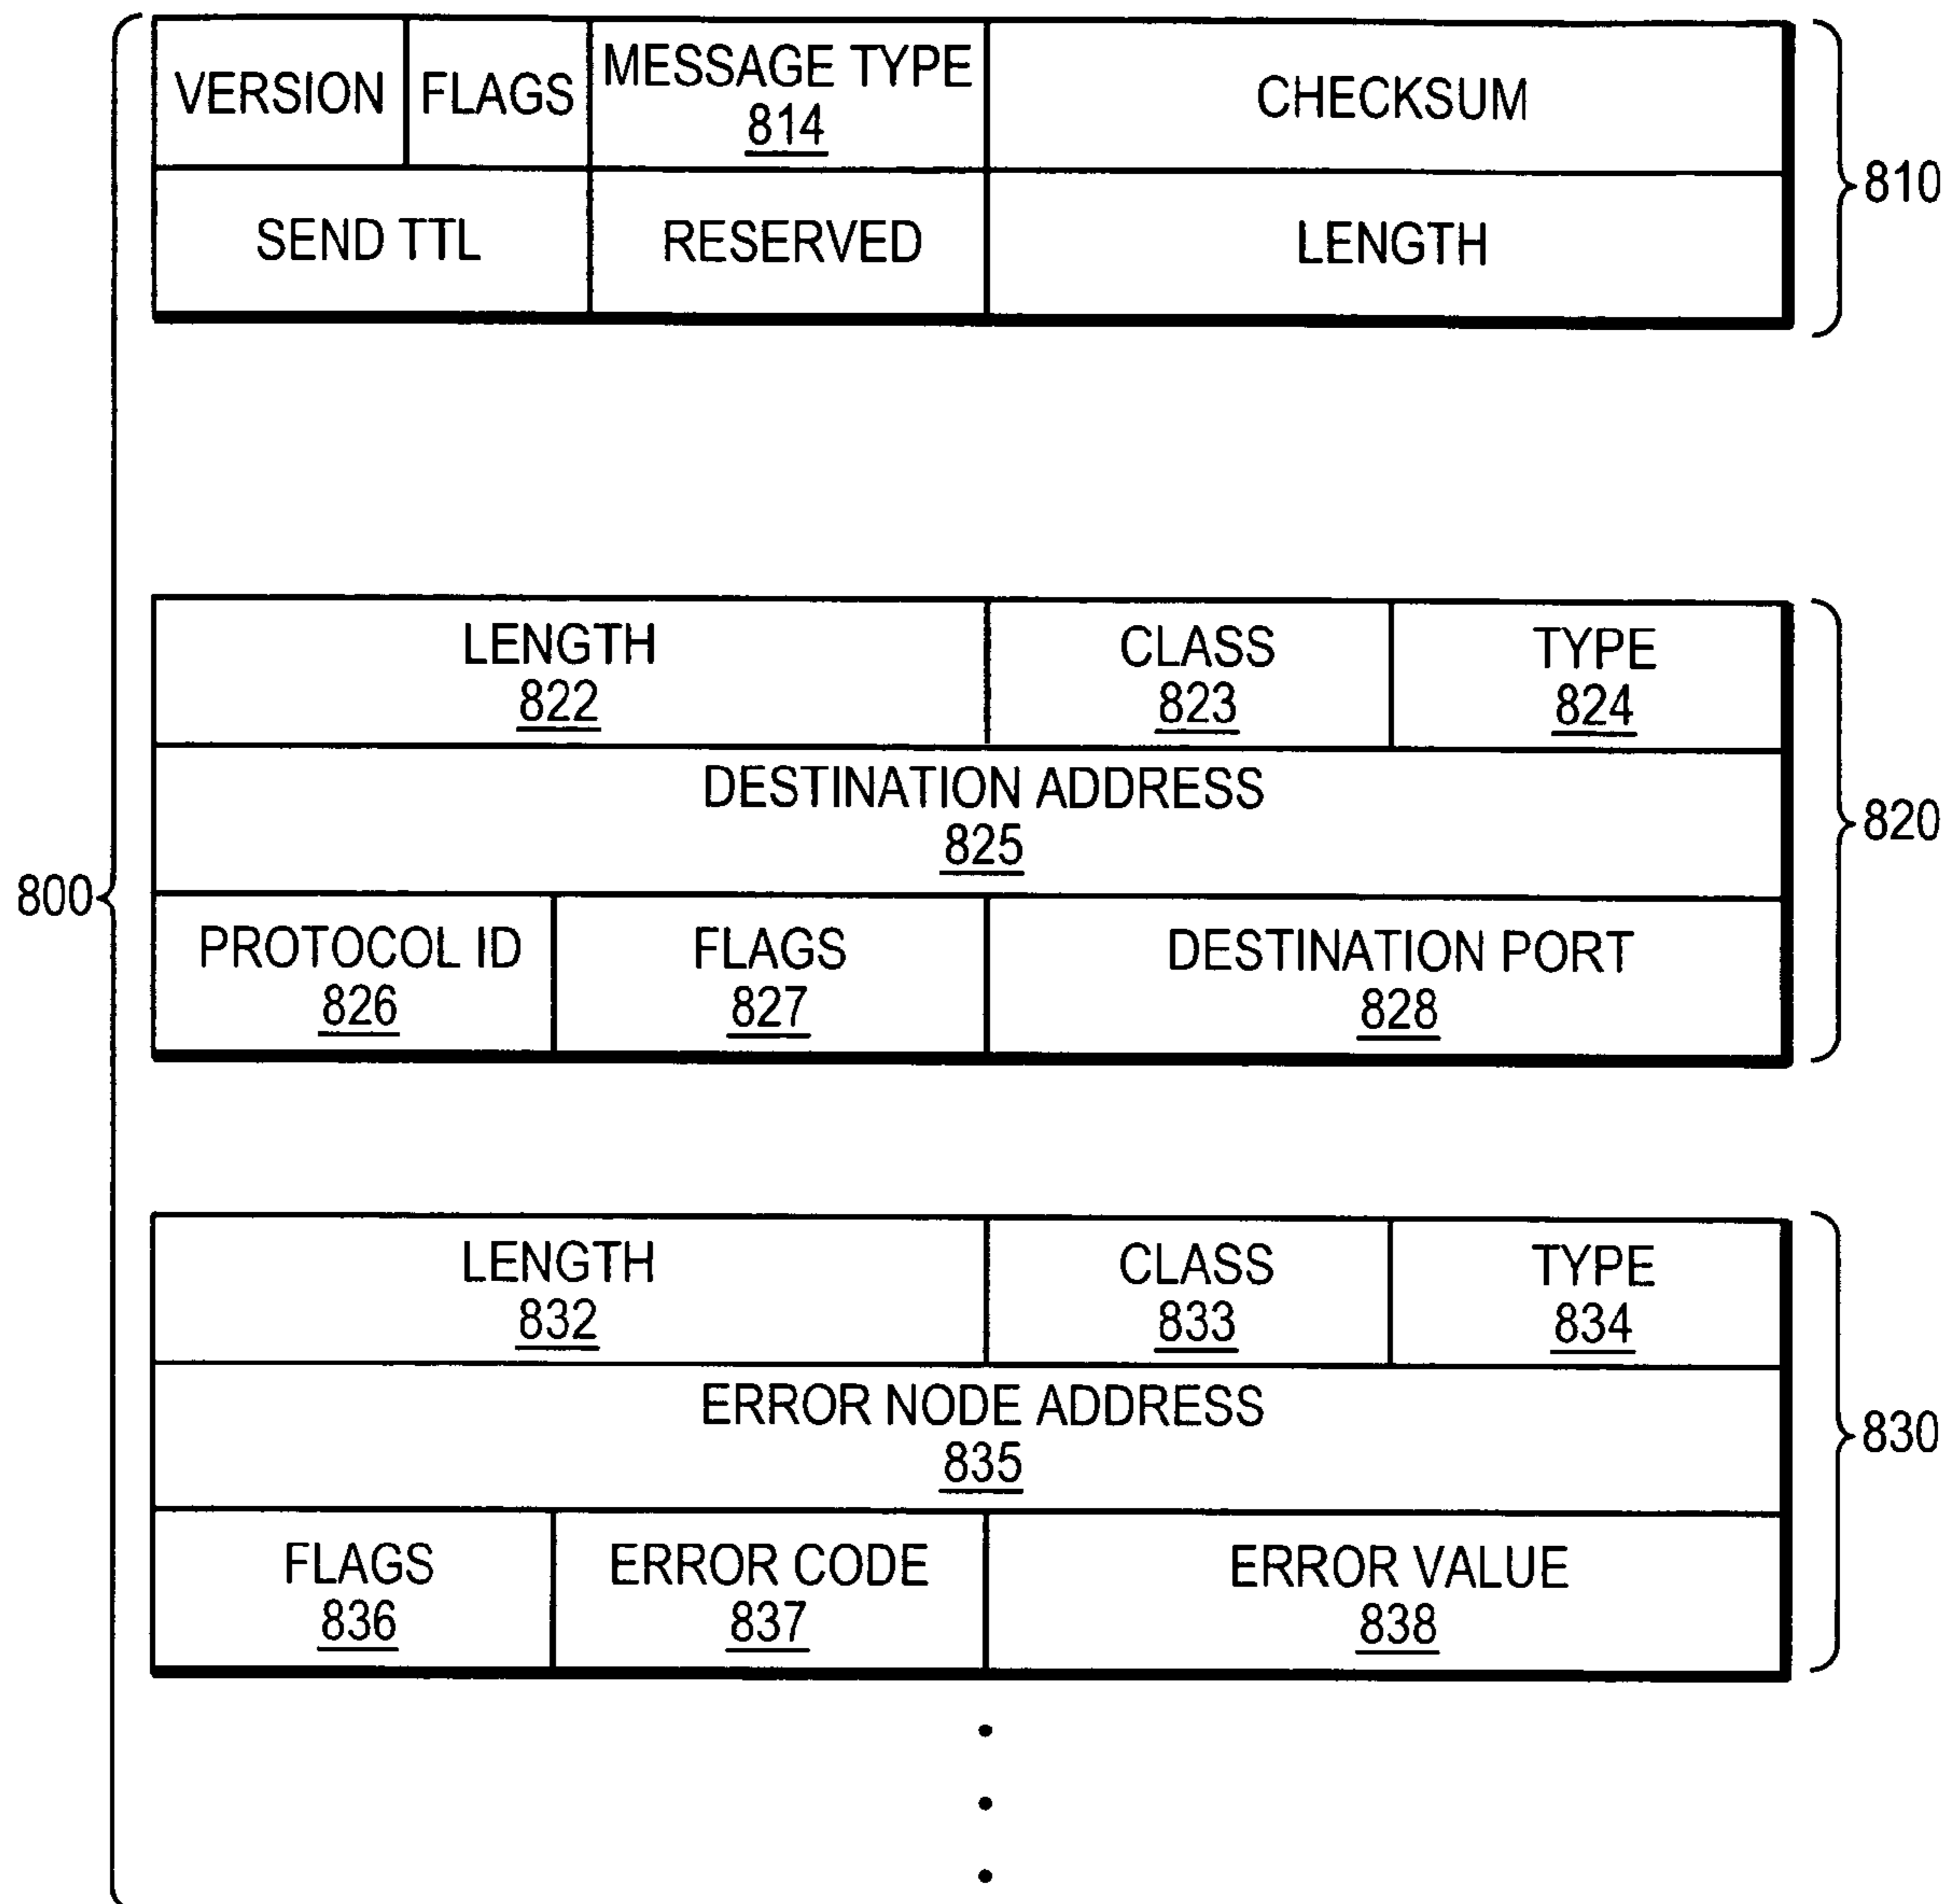 VERSION FLAGS MESSAGE TYPE CHECKSUM
814
810
SEND TTL RESERVED LENGTH
LENGTH CLASS TYPE
822 823 824
DESTINATION ADDRESS
825
820
800
PROTOCOL ID FLAGS DESTINATION PORT
826 827 828
LENGTH CLASS TYPE
832 833 834
ERROR NODE ADDRESS
835
830
FLAGS ERROR CODE ERROR VALUE
836 837 838